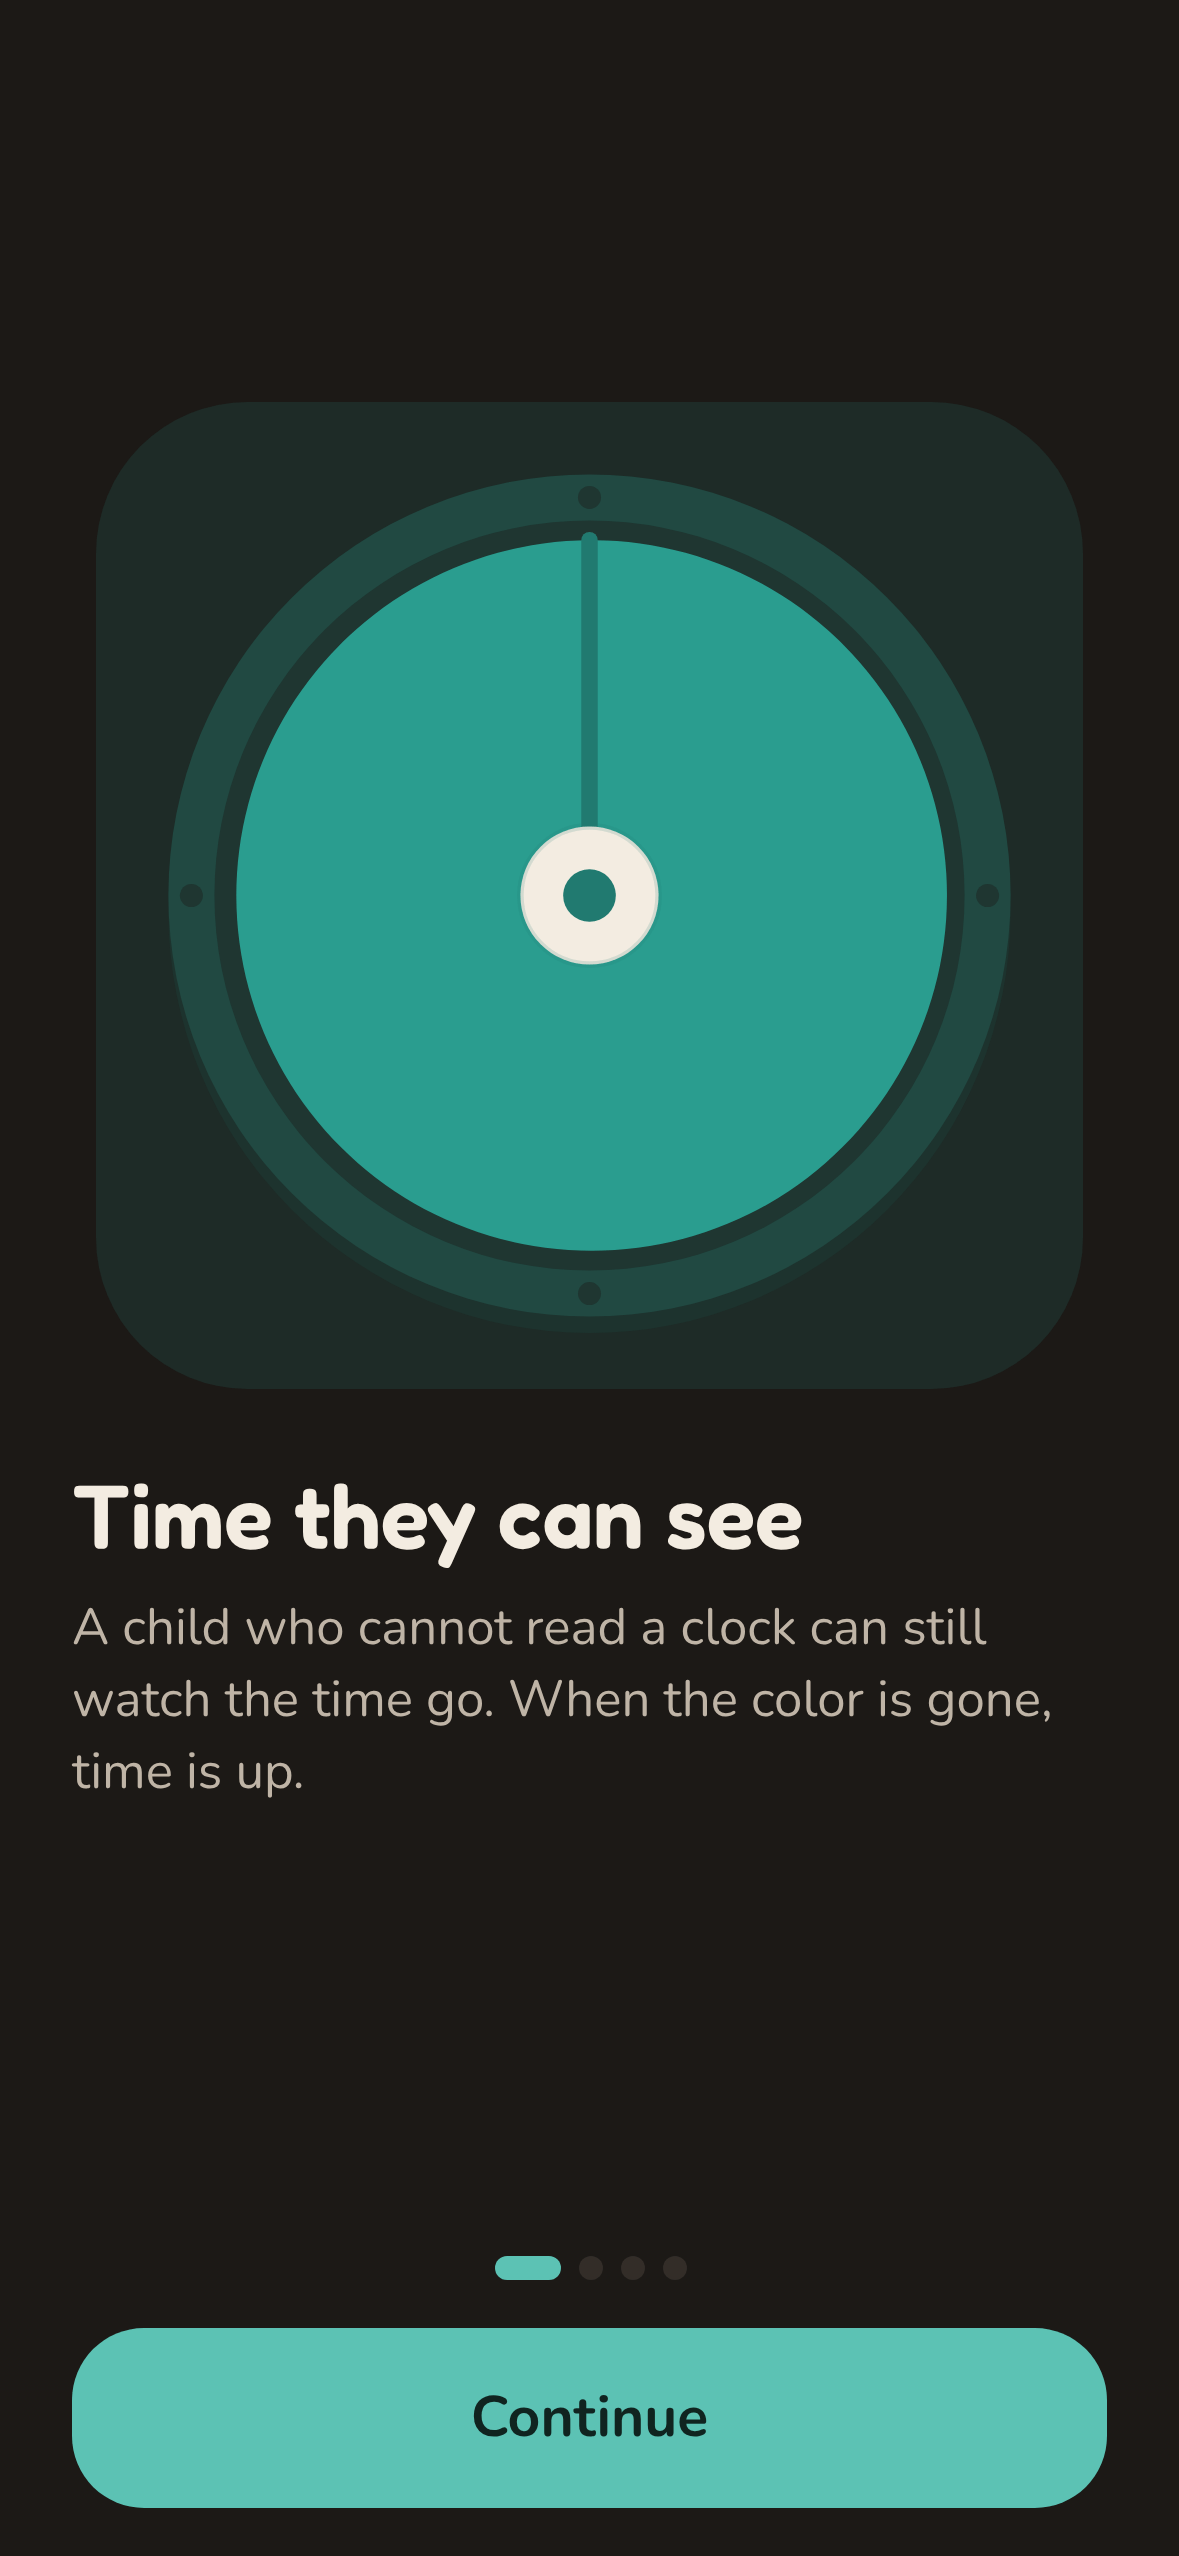 Time they can see
A child who cannot read a clock can still
watch the time go. When the color is gone,
time is up.
Continue